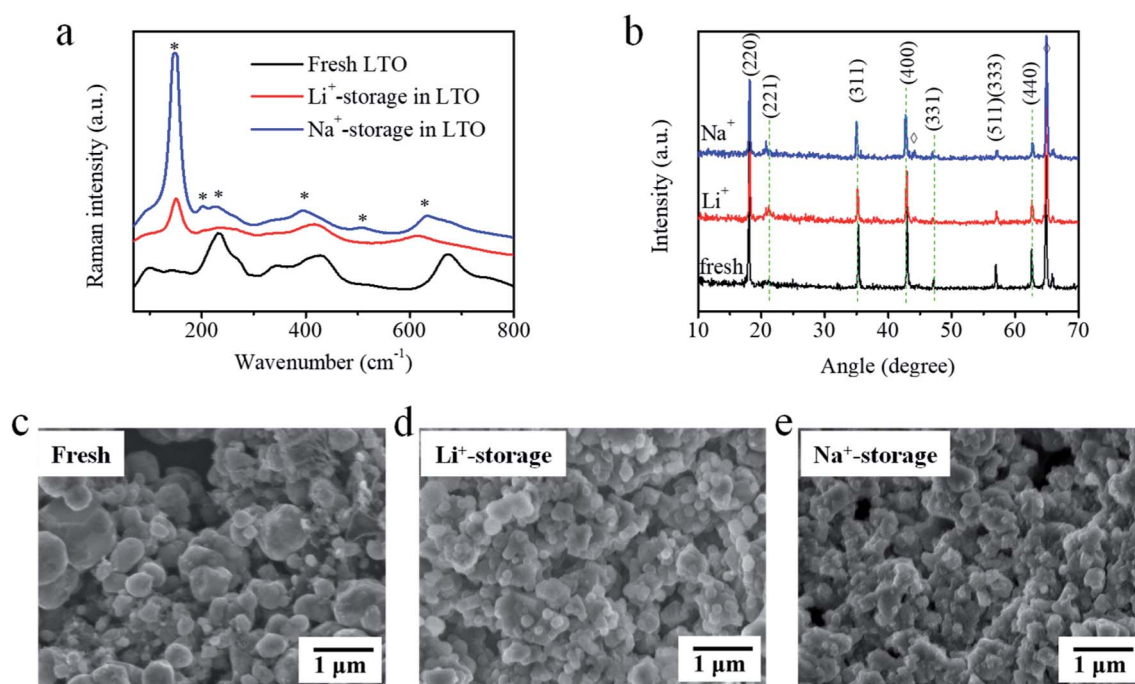 a
*
Fresh LTO
Li⁺-storage in LTO
Na⁺-storage in LTO
* * * * *
Raman intensity (a.u.)
200 400 600 800
Wavenumber (cm⁻¹)
b
(220)
(221)
(311)
(400)
(331)
(511)(333)
(440)
◊
◊
Na⁺
Li⁺
fresh
Intensity (a.u.)
10 20 30 40 50 60 70
Angle (degree)
c
Fresh
1 µm
d
Li⁺-storage
1 µm
e
Na⁺-storage
1 µm